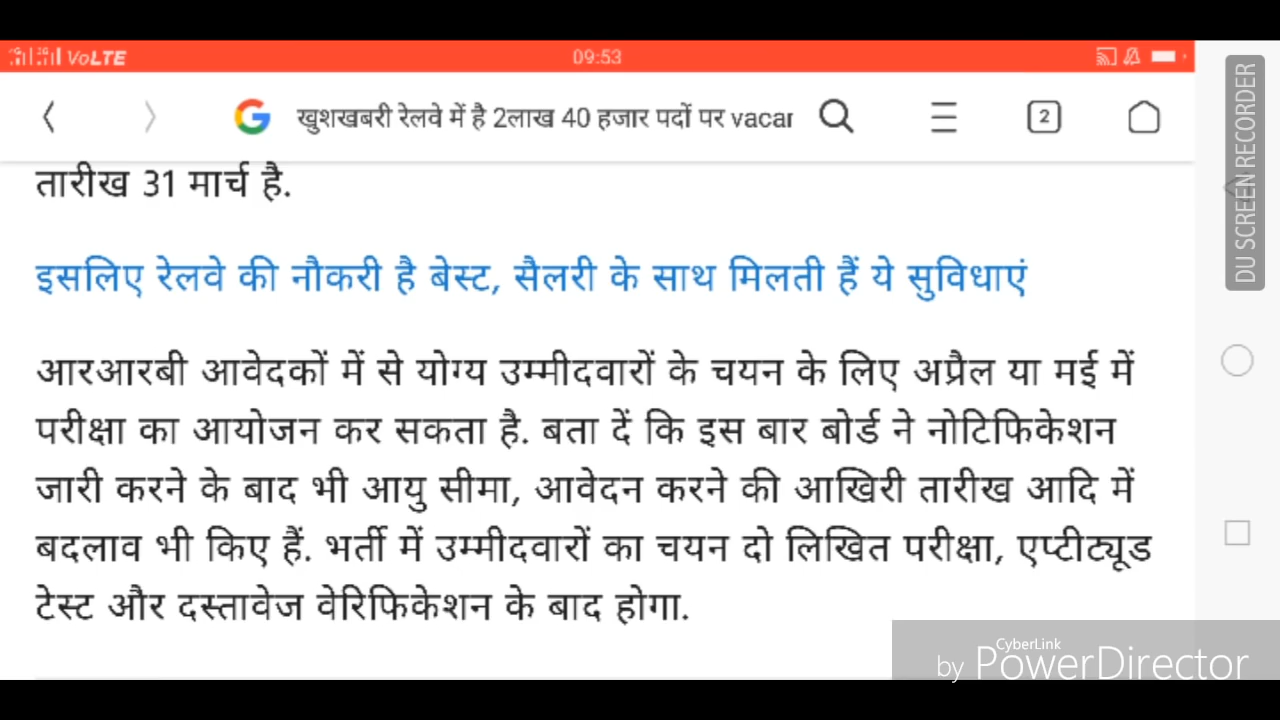 VoLTE
09:53
खुशखबरी रेलवे में है 2लाख 40 हजार पदों पर vacar
2
DU SCREEN RECORDER
तारीख 31 मार्च है.
इसलिए रेलवे की नौकरी है बेस्ट, सैलरी के साथ मिलती हैं ये सुविधाएं
आरआरबी आवेदकों में से योग्य उम्मीदवारों के चयन के लिए अप्रैल या मई में
परीक्षा का आयोजन कर सकता है. बता दें कि इस बार बोर्ड ने नोटिफिकेशन
जारी करने के बाद भी आयु सीमा, आवेदन करने की आखिरी तारीख आदि में
बदलाव भी किए हैं. भर्ती में उम्मीदवारों का चयन दो लिखित परीक्षा, एप्टीट्यूड
टेस्ट और दस्तावेज वेरिफिकेशन के बाद होगा.
CyberLink
by PowerDirector